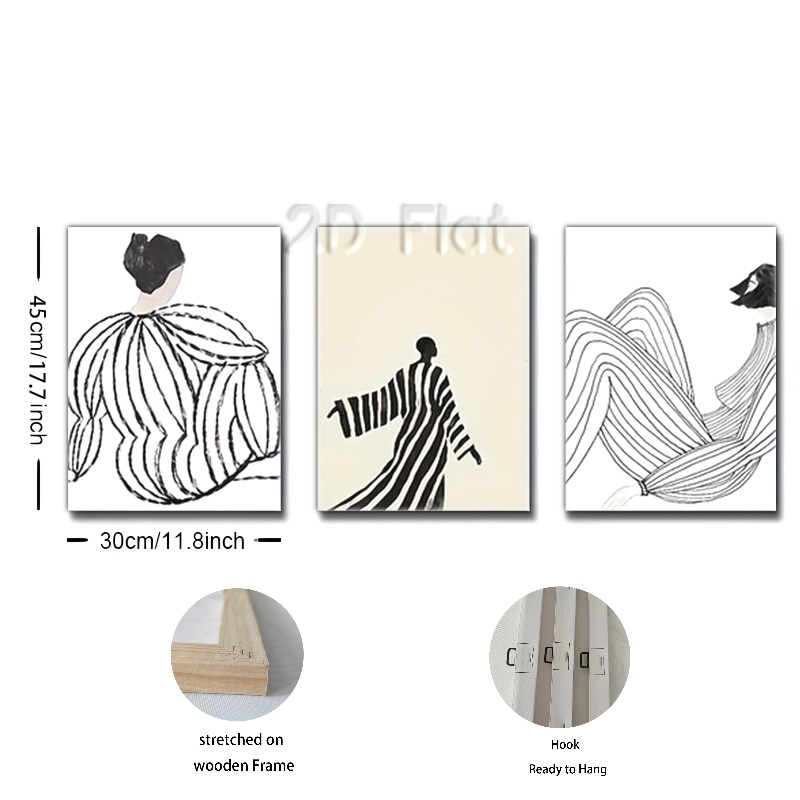 2D Flat
45cm/17.7inch
30cm/11.8inch
stretched on
wooden Frame
Hook
Ready to Hang